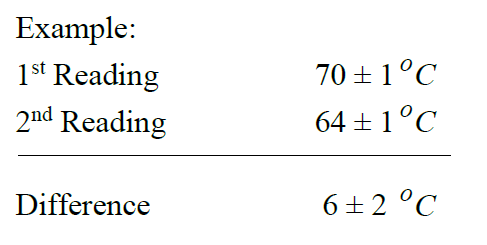 Example:
1st Reading 70 ± 1 °C
2nd Reading 64 ± 1 °C
Difference 6 ± 2 °C